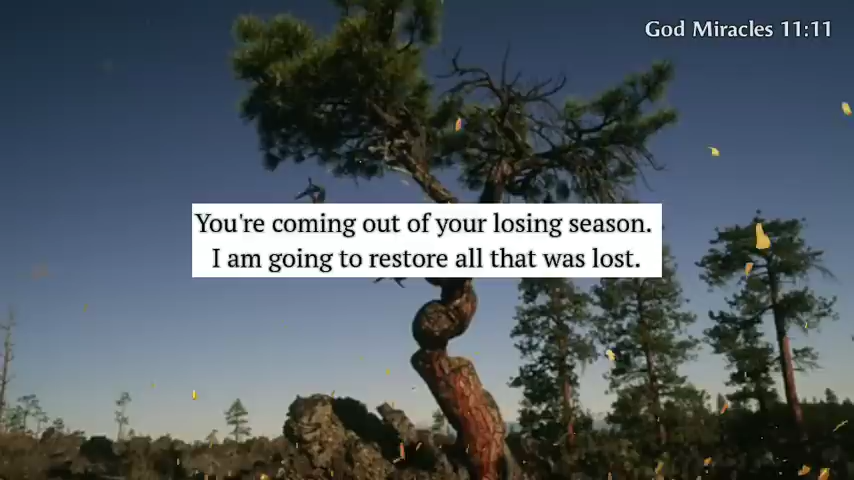 God Miracles 11:11
You're coming out of your losing season.
I am going to restore all that was lost.